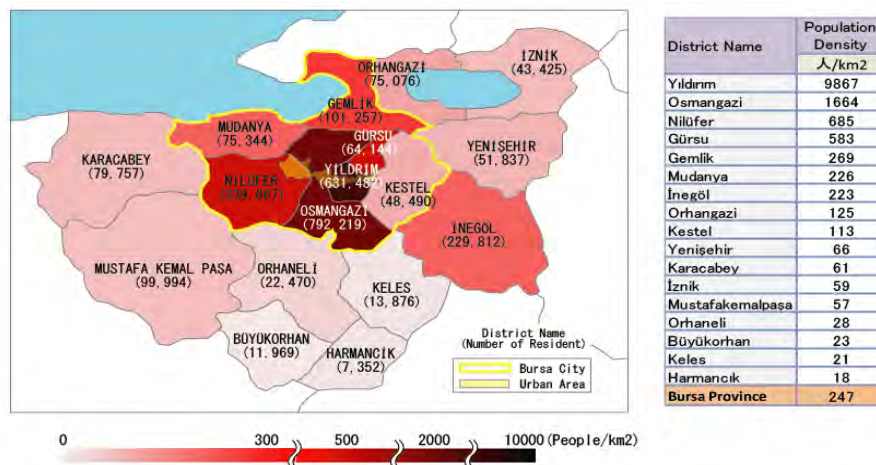 ORHANGAZİ
(75,076)
İZNİK
(43,425)
GEMLİK
(101,257)
MUDANYA
(75,344)
GÜRSU
KARACABEY
(79,757)
YENİŞEHİR
(51,837)
YILDRIM
(631,482)
NİLÜFER
KESTEL
(48,490)
OSMANGAZİ
(792,219)
İNEGÖL
(229,812)
MUSTAFA KEMAL PAŞA
(99,994)
ORHANELİ
(22,470)
KELES
(13,876)
BÜYÜKORHAN
(11,969)
HARMANCIK
(7,352)
District Name
(Number of Resident)
Bursa City
Urban Area
0 300 500 2000 10000 (People/km2)
District Name Population Density
人/km2
Yıldırım 9867
Osmangazi 1664
Nilüfer 685
Gürsu 583
Gemlik 269
Mudanya 226
İnegöl 223
Orhangazi 125
Kestel 113
Yenişehir 66
Karacabey 61
İznik 59
Mustafakemalpaşa 57
Orhaneli 28
Büyükorhan 23
Keles 21
Harmancık 18
Bursa Province 247